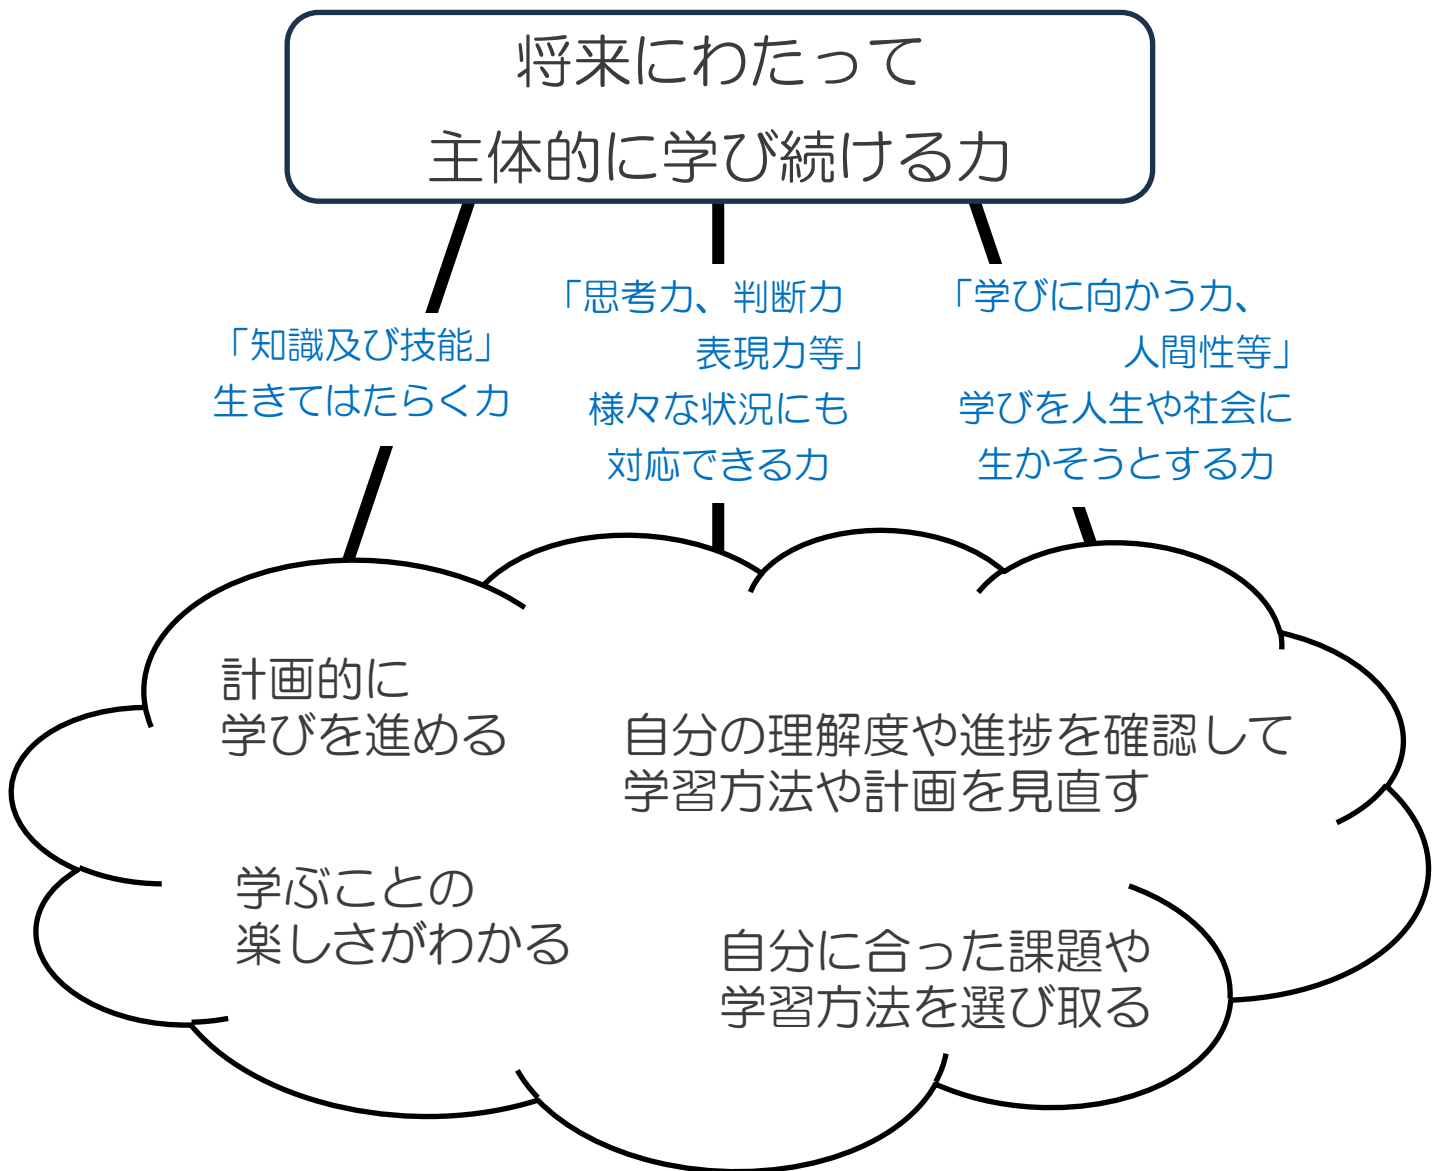 将来にわたって
主体的に学び続ける力
「知識及び技能」
生きてはたらく力
「思考力、判断力
表現力等」
様々な状況にも
対応できる力
「学びに向かう力、
人間性等」
学びを人生や社会に
生かそうとする力
計画的に
学びを進める
自分の理解度や進捗を確認して
学習方法や計画を見直す
学ぶことの
楽しさがわかる
自分に合った課題や
学習方法を選び取る